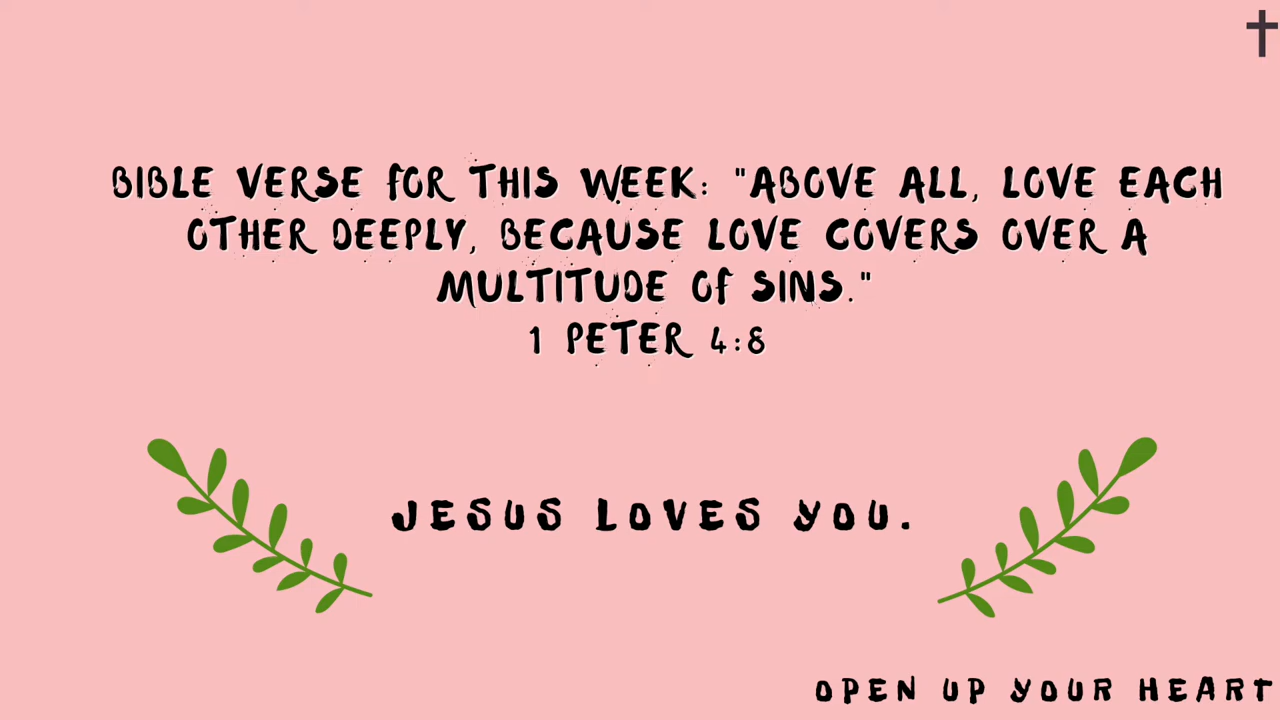 BIBLE VERSE FOR THIS WEEK: "ABOVE ALL, LOVE EACH
OTHER DEEPLY, BECAUSE LOVE COVERS OVER A
MULTITUDE OF SINS."
1 PETER 4:8
JESUS LOVES YOU.
OPEN UP YOUR HEART